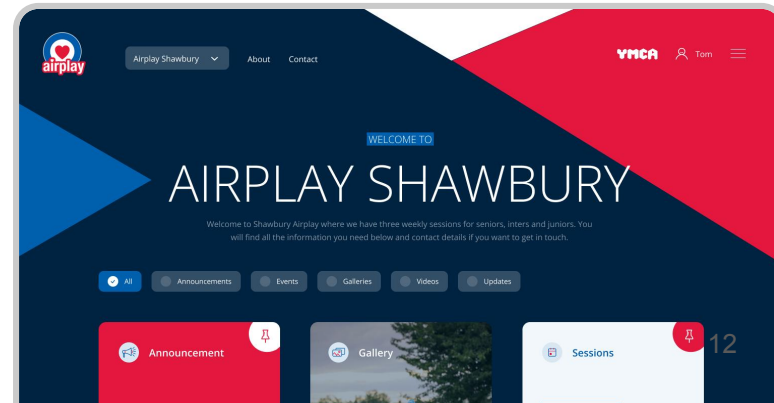 airplay
Airplay Shawbury
About
Contact
YMCA
Tom
WELCOME TO
AIRPLAY SHAWBURY
Welcome to Shawbury Airplay where we have three weekly sessions for seniors, inters and juniors. You
will find all the information you need below and contact details if you want to get in touch.
All
Announcements
Events
Galleries
Videos
Updates
Announcement
Gallery
Sessions
12